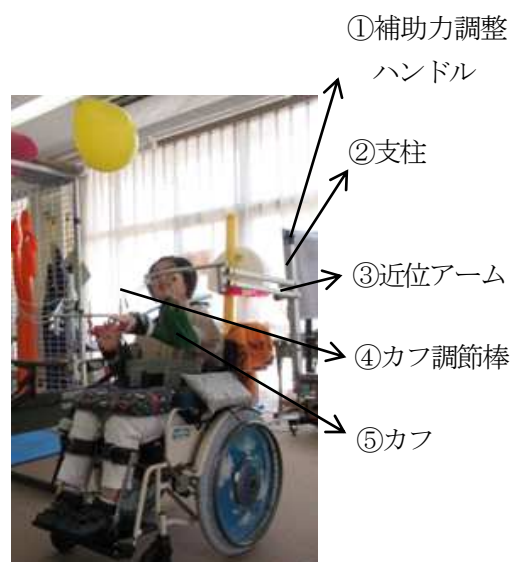 ①補助力調整
ハンドル
②支柱
③近位アーム
④カフ調節棒
⑤カフ